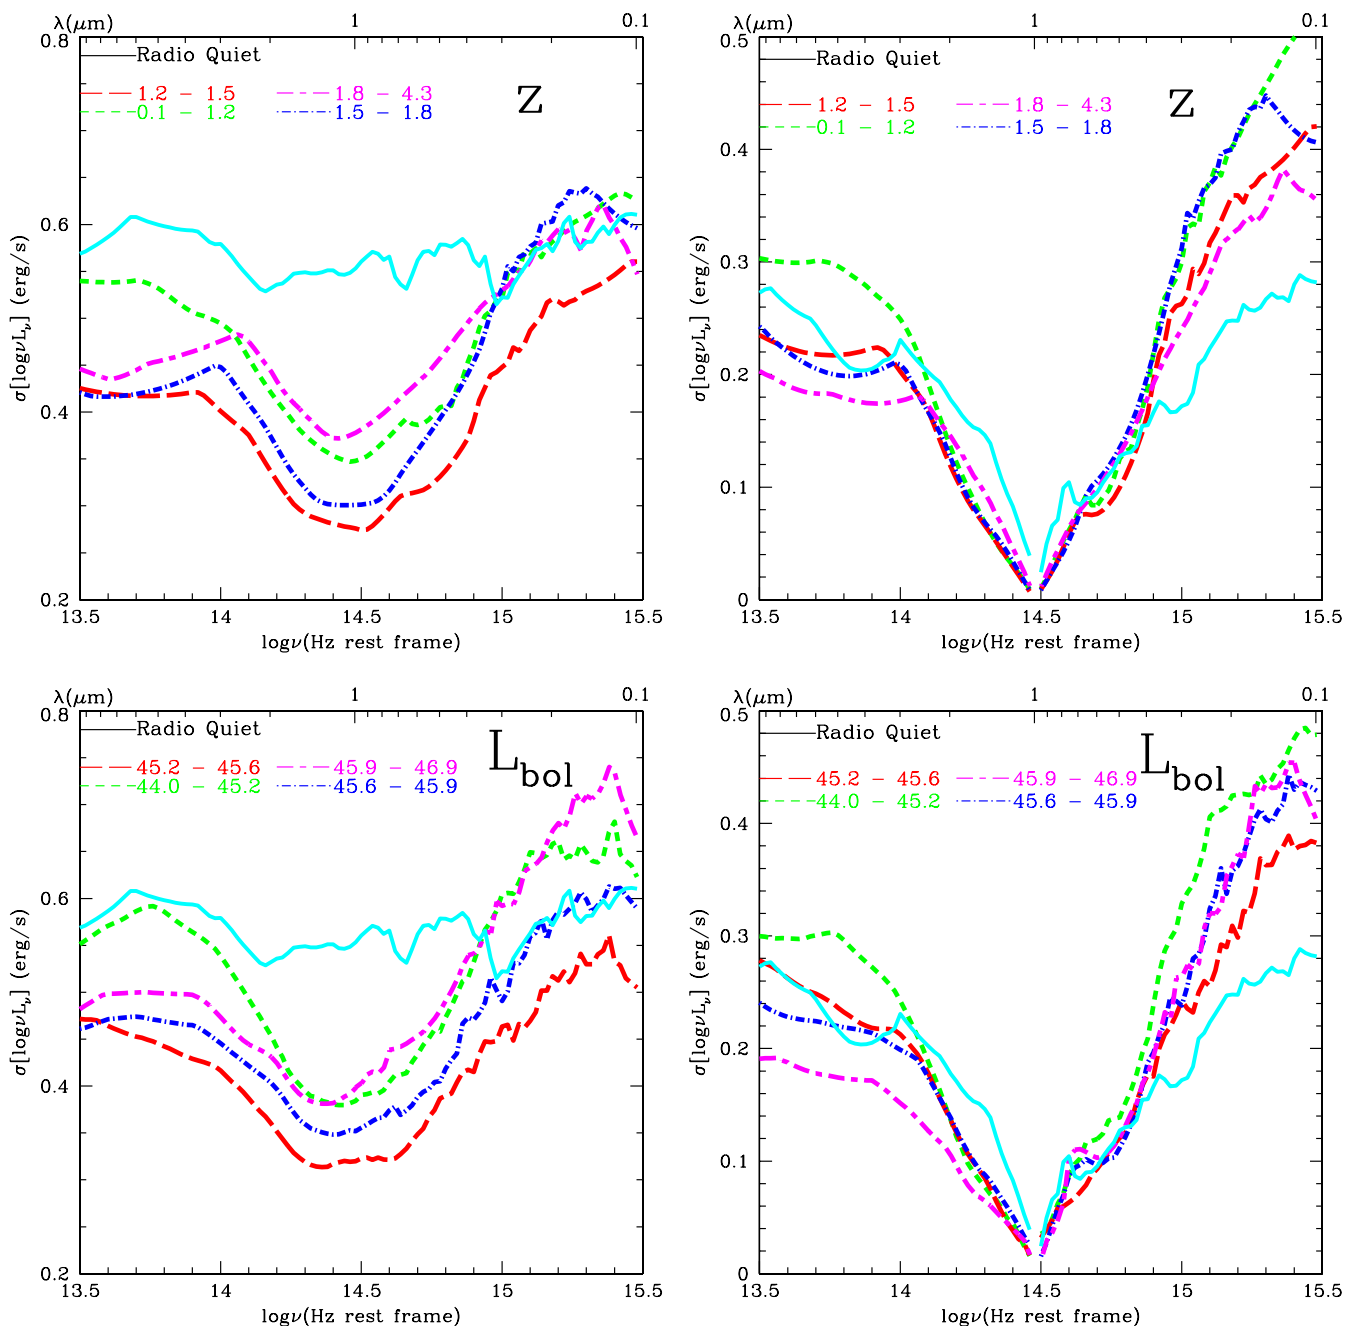 λ(μm) 1 0.1
0.8
Radio Quiet
1.2 - 1.5 1.8 - 4.3
0.1 - 1.2 1.5 - 1.8
Z
0.6
σ[logνLν] (erg/s)
0.4
0.2
13.5 14 14.5 15 15.5
logν(Hz rest frame)
λ(μm) 1 0.1
0.5
Radio Quiet
1.2 - 1.5 1.8 - 4.3
0.1 - 1.2 1.5 - 1.8
Z
0.4
0.3
σ[logνLν] (erg/s)
0.2
0.1
0
13.5 14 14.5 15 15.5
logν(Hz rest frame)
λ(μm) 1 0.1
0.8
Radio Quiet
45.2 - 45.6 45.9 - 46.9
44.0 - 45.2 45.6 - 45.9
Lbol
0.6
σ[logνLν] (erg/s)
0.4
0.2
13.5 14 14.5 15 15.5
logν(Hz rest frame)
λ(μm) 1 0.1
0.5
Radio Quiet
45.2 - 45.6 45.9 - 46.9
44.0 - 45.2 45.6 - 45.9
Lbol
0.4
0.3
σ[logνLν] (erg/s)
0.2
0.1
0
13.5 14 14.5 15 15.5
logν(Hz rest frame)